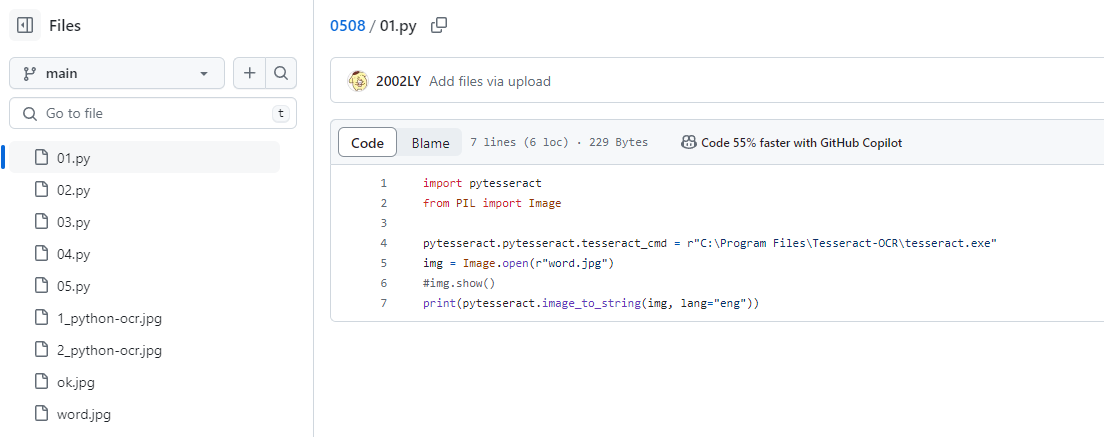 Files
main
Go to file
t
01.py
02.py
03.py
04.py
05.py
1_python-ocr.jpg
2_python-ocr.jpg
ok.jpg
word.jpg
0508 / 01.py
2002LY Add files via upload
Code Blame 7 lines (6 loc) · 229 Bytes Code 55% faster with GitHub Copilot
1 import pytesseract
2 from PIL import Image
3
4 pytesseract.pytesseract.tesseract_cmd = r"C:\Program Files\Tesseract-OCR\tesseract.exe"
5 img = Image.open(r"word.jpg")
6 #img.show()
7 print(pytesseract.image_to_string(img, lang="eng"))